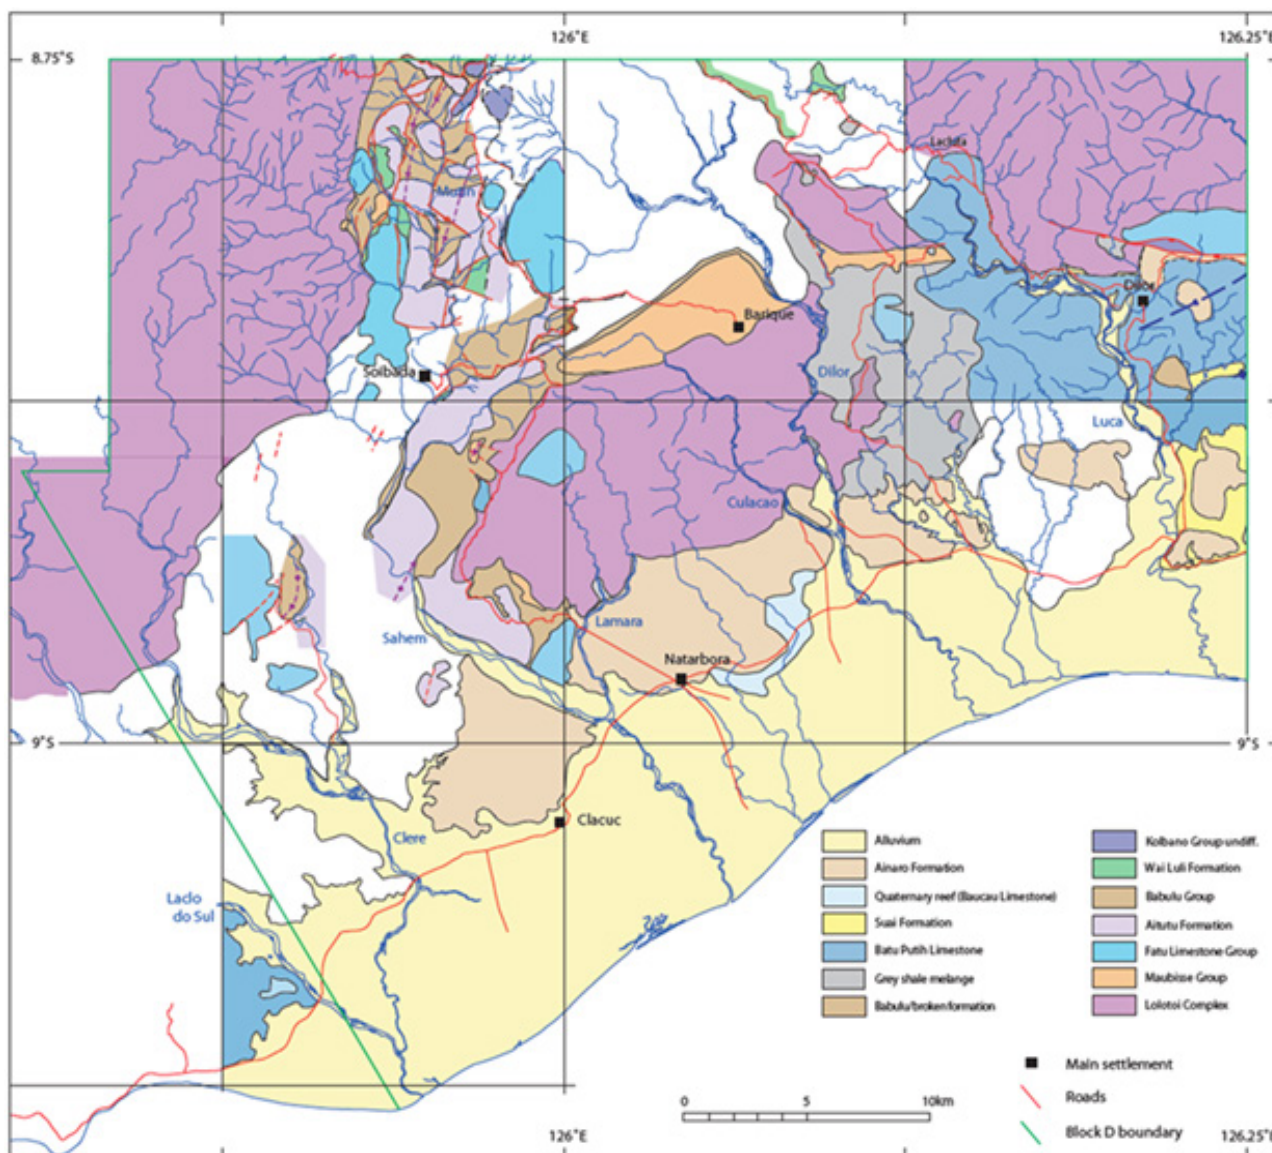 126°E
126.25°E
8.75°S
Lacluta
Dilor
Barique
Soibada
Dilor
Luca
Culacao
Sahem
Lamara
Natarbora
9°S
9°S
Clacuc
Clere
Laclo
do Sul
Alluvium
Ainaro Formation
Quaternary reef (Baucau Limestone)
Suai Formation
Batu Putih Limestone
Grey shale melange
Babulu/broken formation
Kolbano Group undiff.
Wai Luli Formation
Babulu Group
Aitutu Formation
Fatu Limestone Group
Maubisse Group
Lolotoi Complex
Main settlement
Roads
Block D boundary
0 5 10km
126°E
126.25°E